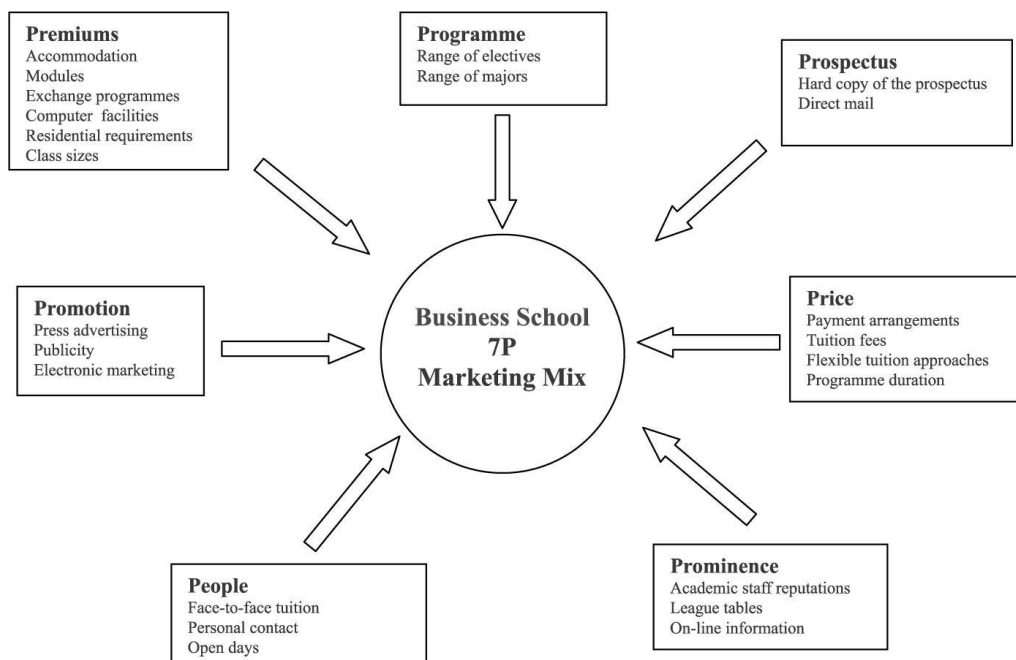 Premiums
Accommodation
Modules
Exchange programmes
Computer facilities
Residential requirements
Class sizes
Programme
Range of electives
Range of majors
Prospectus
Hard copy of the prospectus
Direct mail
Promotion
Press advertising
Publicity
Electronic marketing
Business School
7P
Marketing Mix
Price
Payment arrangements
Tuition fees
Flexible tuition approaches
Programme duration
People
Face-to-face tuition
Personal contact
Open days
Prominence
Academic staff reputations
League tables
On-line information